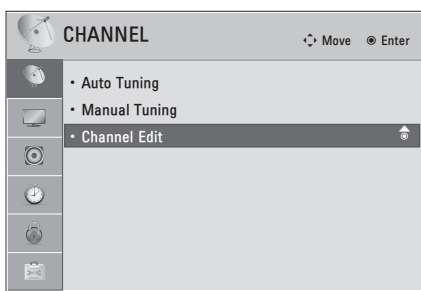 CHANNEL
Move Enter
• Auto Tuning
• Manual Tuning
• Channel Edit